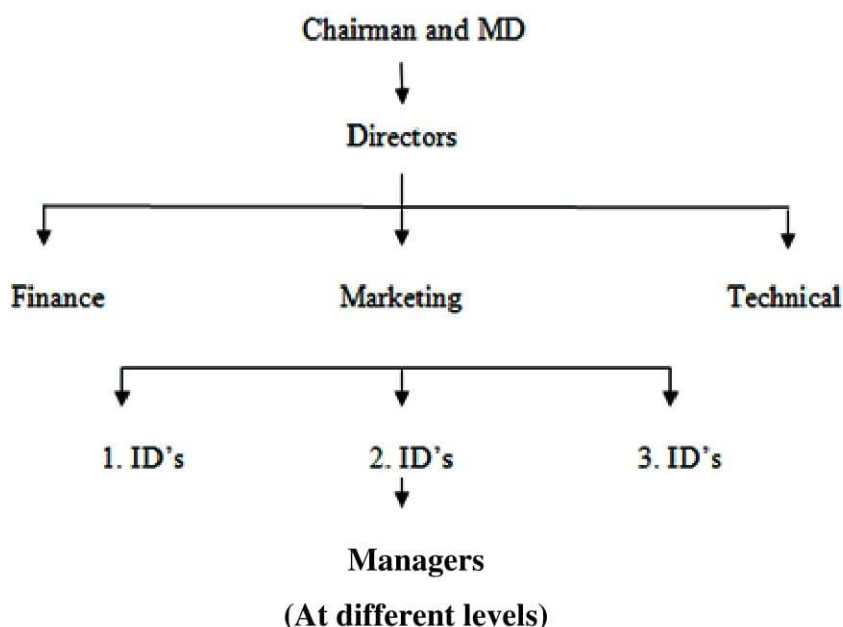 Chairman and MD
Directors
Finance Marketing Technical
1. ID's 2. ID's 3. ID's
Managers
(At different levels)